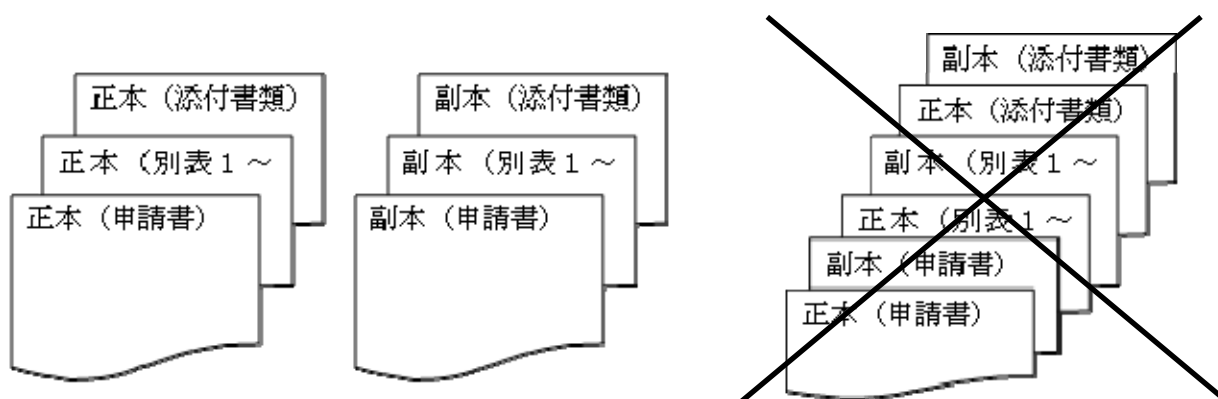 正本（添付書類）
正本（別表１～
正本（申請書）
副本（添付書類）
副本（別表１～
副本（申請書）
副本（添付書類）
正本（添付書類）
副本（別表１～
正本（別表１～
副本（申請書）
正本（申請書）